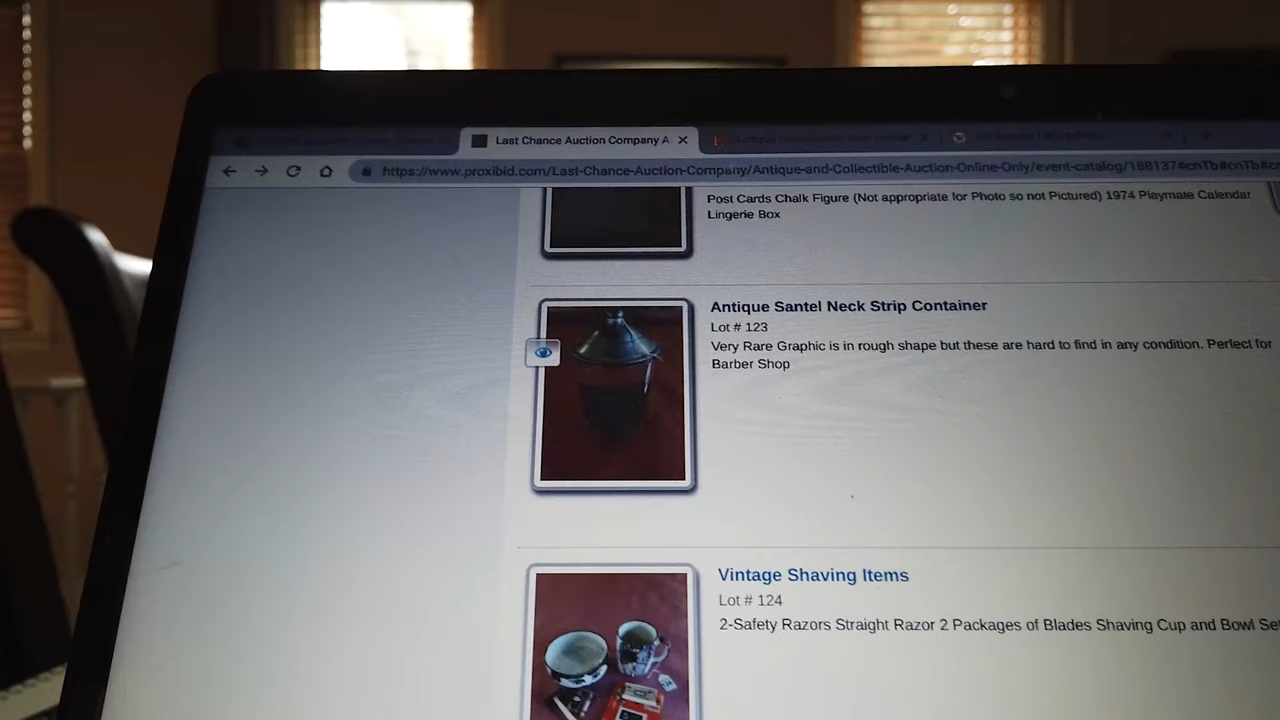 Last Chance Auction Company A
https://www.proxibid.com/Last-Chance-Auction-Company/Antique-and-Collectible-Auction-Online-Only/event-catalog/188137#cnTb#cnTb#cs
Post Cards Chalk Figure (Not appropriate for Photo so not Pictured) 1974 Playmate Calendar
Lingerie Box
Antique Santel Neck Strip Container
Lot # 123
Very Rare Graphic is in rough shape but these are hard to find in any condition. Perfect for
Barber Shop
Vintage Shaving Items
Lot # 124
2-Safety Razors Straight Razor 2 Packages of Blades Shaving Cup and Bowl Se